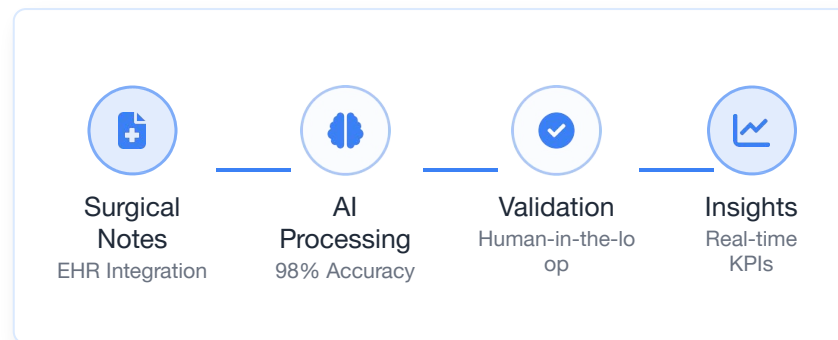 Surgical
Notes
EHR Integration
AI
Processing
98% Accuracy
Validation
Human-in-the-lo
op
Insights
Real-time
KPIs